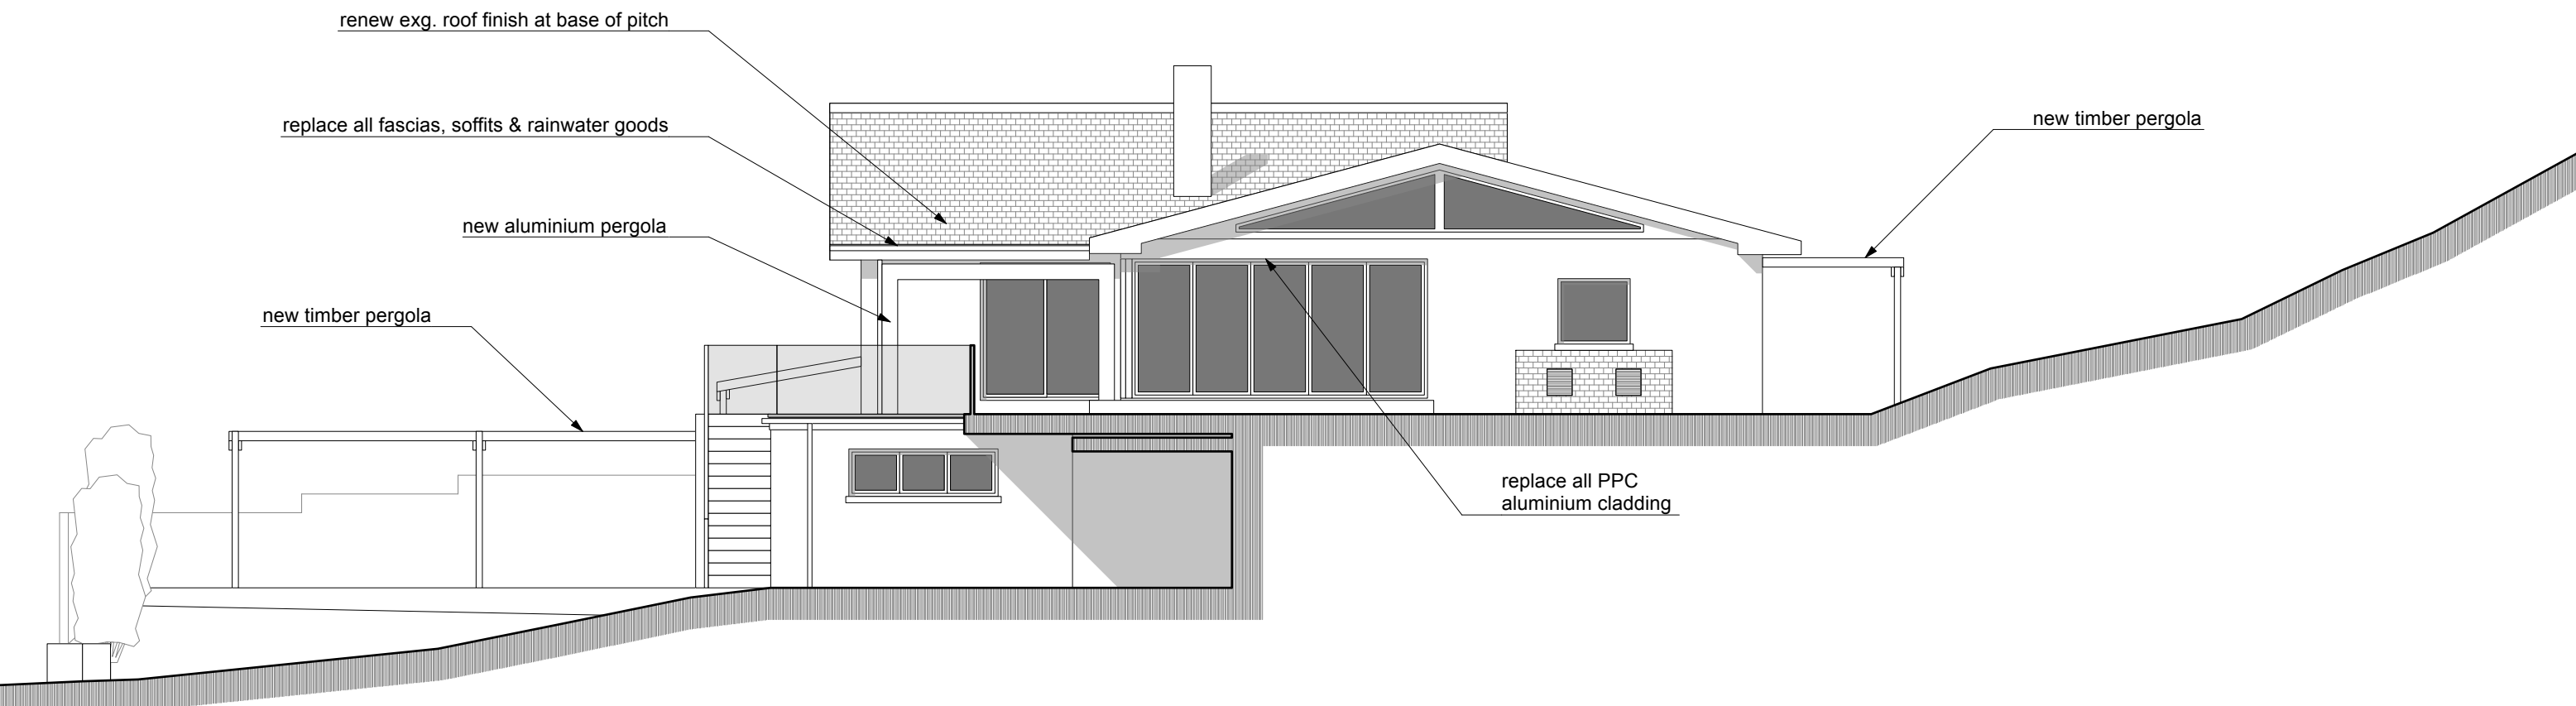 renew exg. roof finish at base of pitch
replace all fascias, soffits & rainwater goods
new timber pergola
new aluminium pergola
new timber pergola
replace all PPC
aluminium cladding